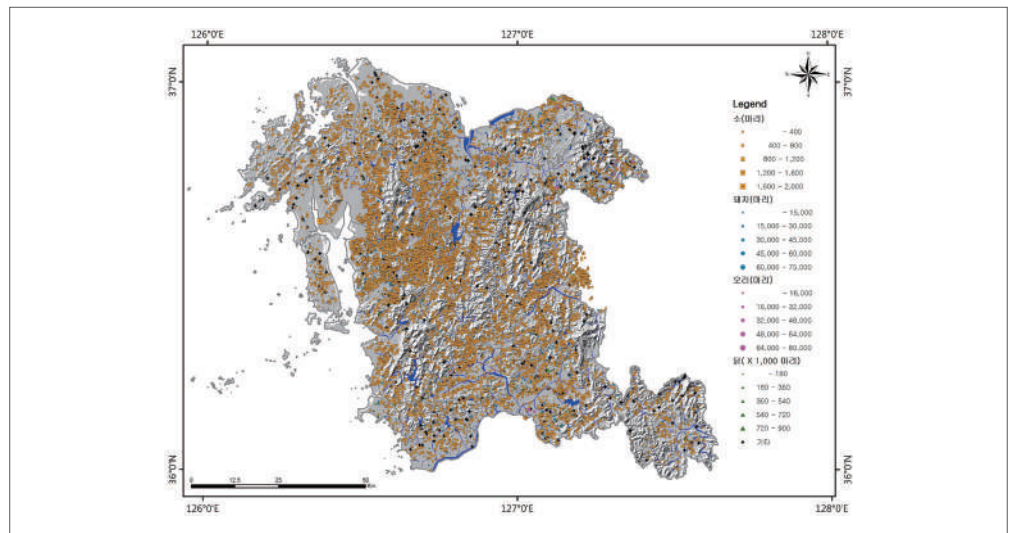 126°0'E 127°0'E 128°0'E
37°0'N 37°0'N
N
Legend
소(마리)
- 400
400 - 800
800 - 1,200
1,200 - 1,600
1,600 - 2,000
돼지(마리)
- 15,000
15,000 - 30,000
30,000 - 45,000
45,000 - 60,000
60,000 - 70,000
오리(마리)
- 16,000
16,000 - 32,000
32,000 - 48,000
48,000 - 64,000
64,000 - 80,000
닭( X 1,000 마리)
- 180
180 - 360
360 - 540
540 - 720
720 - 900
기타
36°0'N 36°0'N
0 12.5 25 50
Km
126°0'E 127°0'E 128°0'E